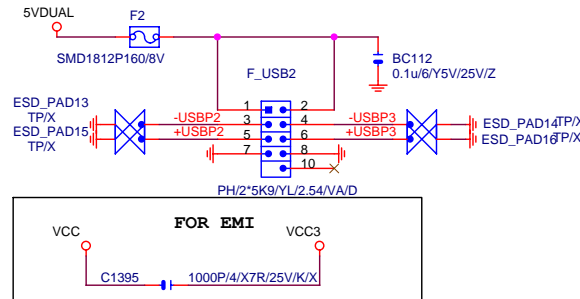 5VDUAL
F2
SMD1812P160/8V
BC112
0.1u/6/Y5V/25V/Z
F_USB2
1 2
ESD_PAD13
TP/X
-USBP2 3 4 -USBP3
ESD_PAD14 TP/X
ESD_PAD15
TP/X
+USBP2 5 6 +USBP3
ESD_PAD16 TP/X
7 8
10
PH/2*5K9/YL/2.54/VA/D
FOR EMI
VCC VCC3
C1395 1000P/4/X7R/25V/K/X